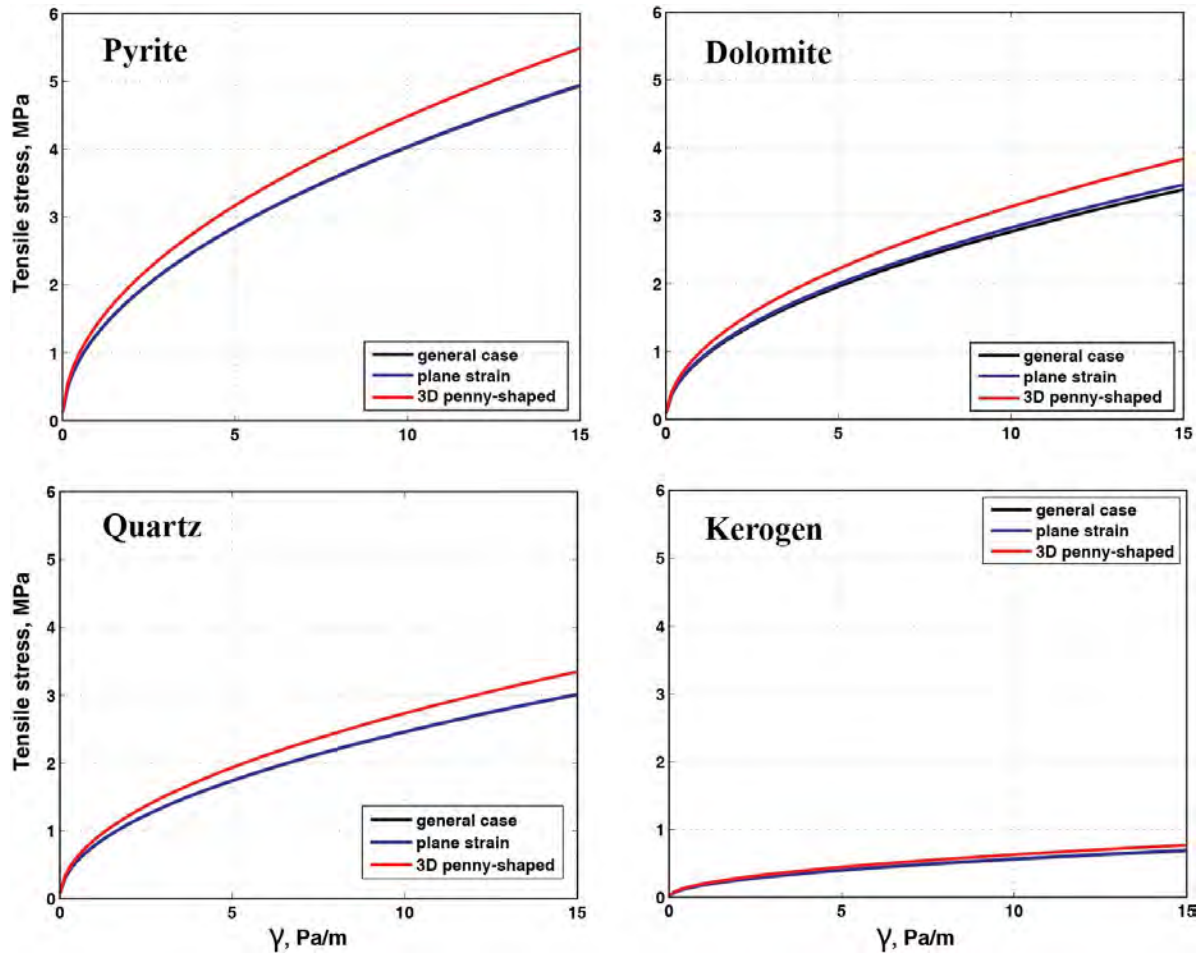 Pyrite
Tensile stress, MPa
6
5
4
3
2
1
0
0 5 10 15
general case
plane strain
3D penny-shaped
Dolomite
6
5
4
3
2
1
0
0 5 10 15
general case
plane strain
3D penny-shaped
Quartz
Tensile stress, MPa
6
5
4
3
2
1
0
0 5 10 15
γ, Pa/m
general case
plane strain
3D penny-shaped
Kerogen
6
5
4
3
2
1
0
0 5 10 15
γ, Pa/m
general case
plane strain
3D penny-shaped